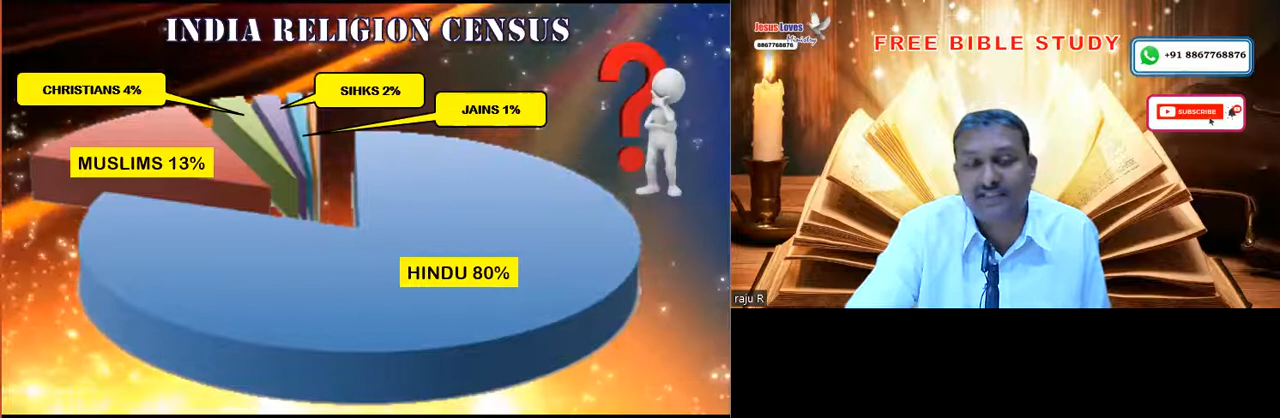 INDIA RELIGION CENSUS
CHRISTIANS 4%
SIHKS 2%
JAINS 1%
MUSLIMS 13%
HINDU 80%
Jesus Loves
Ministry
8867768876
FREE BIBLE STUDY
+91 8867768876
SUBSCRIBE
raju R